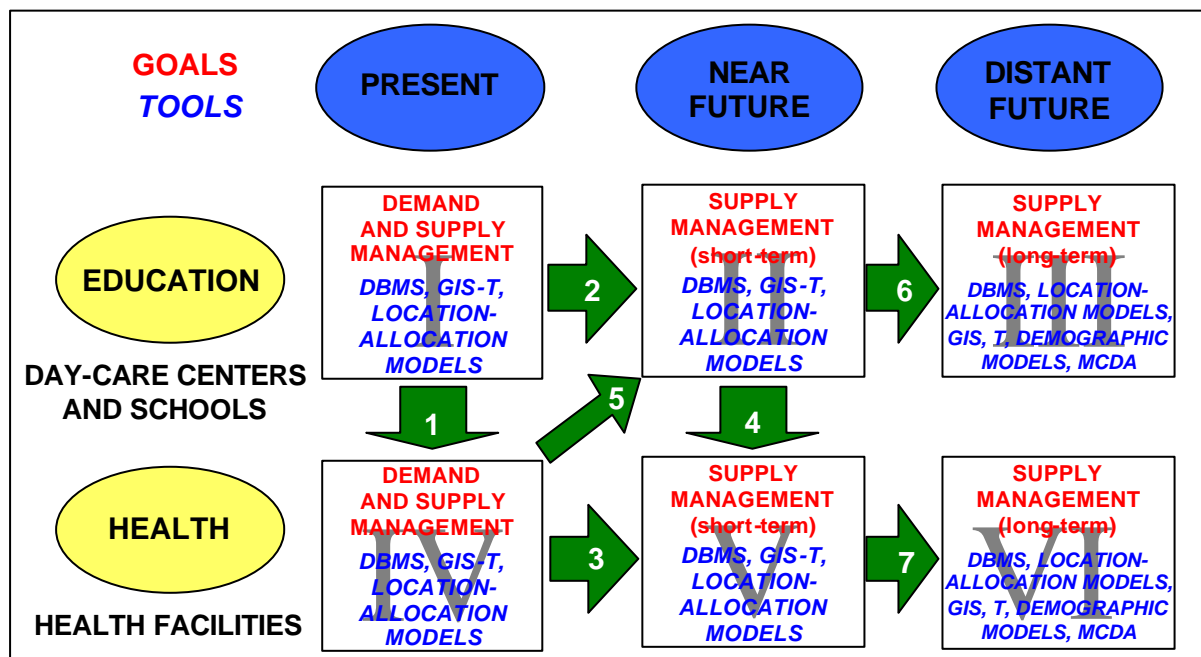 GOALS
TOOLS
PRESENT
NEAR
FUTURE
DISTANT
FUTURE
EDUCATION
DAY-CARE CENTERS
AND SCHOOLS
I
DEMAND
AND SUPPLY
MANAGEMENT
DBMS, GIS-T,
LOCATION-
ALLOCATION
MODELS
2
II
SUPPLY
MANAGEMENT
(short-term)
DBMS, GIS-T,
LOCATION-
ALLOCATION
MODELS
6
III
SUPPLY
MANAGEMENT
(long-term)
DBMS, LOCATION-
ALLOCATION MODELS,
GIS, T, DEMOGRAPHIC
MODELS, MCDA
1
5
4
HEALTH
HEALTH FACILITIES
IV
DEMAND
AND SUPPLY
MANAGEMENT
DBMS, GIS-T,
LOCATION-
ALLOCATION
MODELS
3
V
SUPPLY
MANAGEMENT
(short-term)
DBMS, GIS-T,
LOCATION-
ALLOCATION
MODELS
7
VI
SUPPLY
MANAGEMENT
(long-term)
DBMS, LOCATION-
ALLOCATION MODELS,
GIS, T, DEMOGRAPHIC
MODELS, MCDA